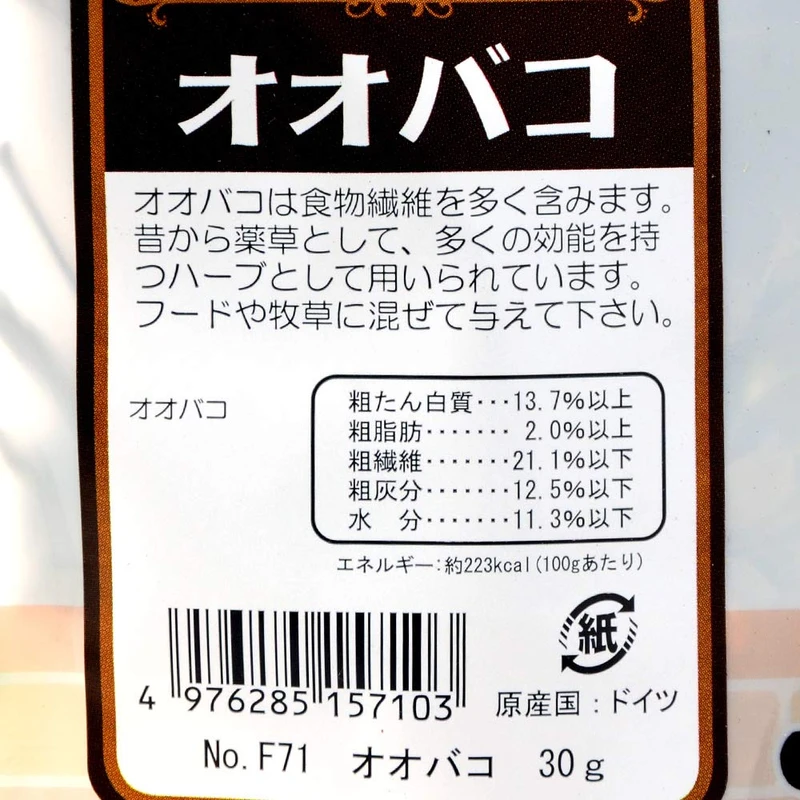 オオバコ
オオバコは食物繊維を多く含みます。
昔から薬草として、多くの効能を持
つハーブとして用いられています。
フードや牧草に混ぜて与えて下さい。
オオバコ
粗たん白質･･･13.7%以上
粗脂肪･･･････ 2.0%以上
粗繊維･･･････21.1%以下
粗灰分･･･････12.5%以下
水　分･･･････11.3%以下
エネルギー:約223kcal(100gあたり)
紙
4 976285 157103
原産国：ドイツ
No.F71 オオバコ 30g